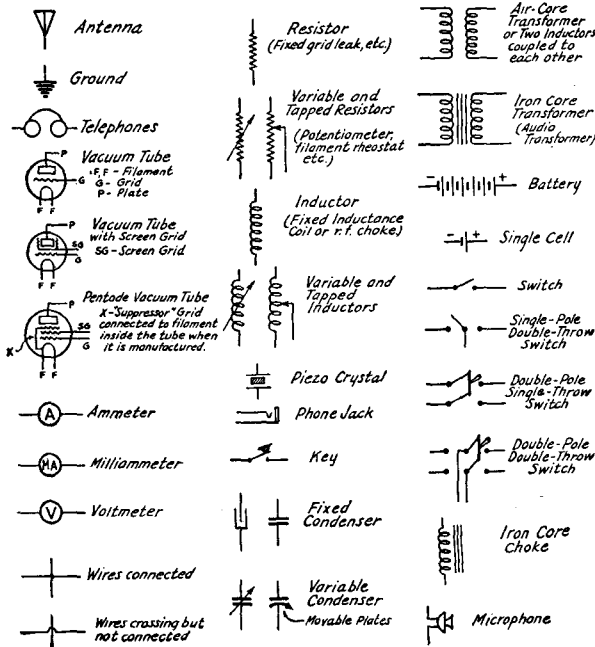 Antenna
Ground
Telephones
P
Vacuum Tube
F, F - Filament
G - Grid
P - Plate
G
F F
P
Vacuum Tube
with Screen Grid
SG - Screen Grid
SG
G
F F
P
Pentode Vacuum Tube
X - "Suppressor" Grid
connected to filament
inside the tube when
it is manufactured.
SG
G
X
F F
A
Ammeter
MA
Milliammeter
V
Voltmeter
Wires connected
Wires crossing but
not connected
Resistor
(Fixed grid leak, etc.)
Variable and
Tapped Resistors
(Potentiometer,
filament rheostat
etc.)
Inductor
(Fixed Inductance
Coil or r.f. choke)
Variable and
Tapped
Inductors
Piezo Crystal
Phone Jack
Key
Fixed
Condenser
Variable
Condenser
Movable Plates
Air-Core
Transformer
or Two Inductors
coupled to
each other
Iron Core
Transformer
(Audio
Transformer)
- +
Battery
- +
Single Cell
Switch
Single-Pole
Double-Throw
Switch
Double-Pole
Single-Throw
Switch
Double-Pole
Double-Throw
Switch
Iron Core
Choke
Microphone